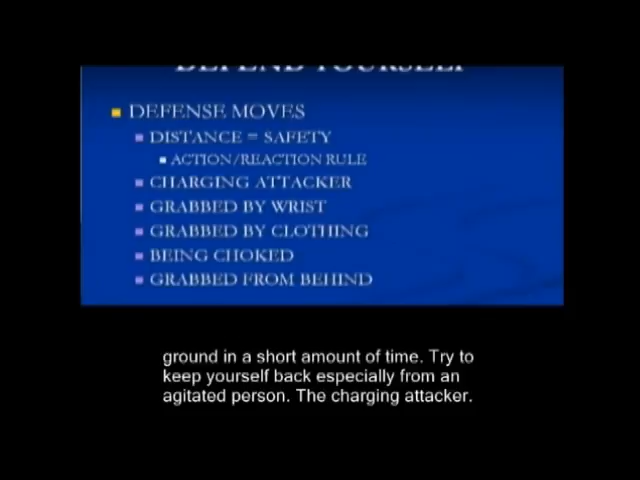 DEFEND YOURSELF
DEFENSE MOVES
DISTANCE = SAFETY
ACTION/REACTION RULE
CHARGING ATTACKER
GRABBED BY WRIST
GRABBED BY CLOTHING
BEING CHOKED
GRABBED FROM BEHIND
ground in a short amount of time. Try to
keep yourself back especially from an
agitated person. The charging attacker.